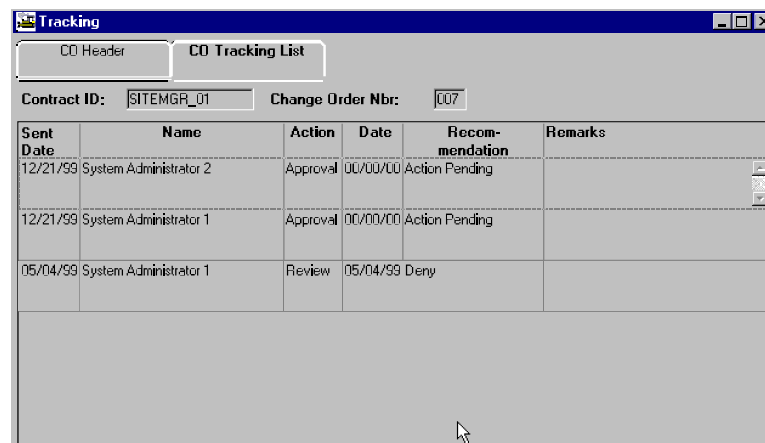 Tracking
CO Header CO Tracking List
Contract ID: SITEMGR_01 Change Order Nbr: 007
Sent Date Name Action Date Recom-mendation Remarks
12/21/99 System Administrator 2 Approval 00/00/00 Action Pending
12/21/99 System Administrator 1 Approval 00/00/00 Action Pending
05/04/99 System Administrator 1 Review 05/04/99 Deny